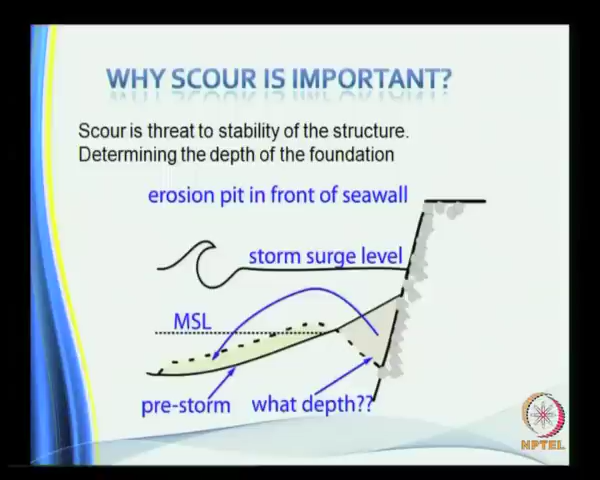 WHY SCOUR IS IMPORTANT?
Scour is threat to stability of the structure.
Determining the depth of the foundation
erosion pit in front of seawall
storm surge level
MSL
pre-storm
what depth??
NPTEL